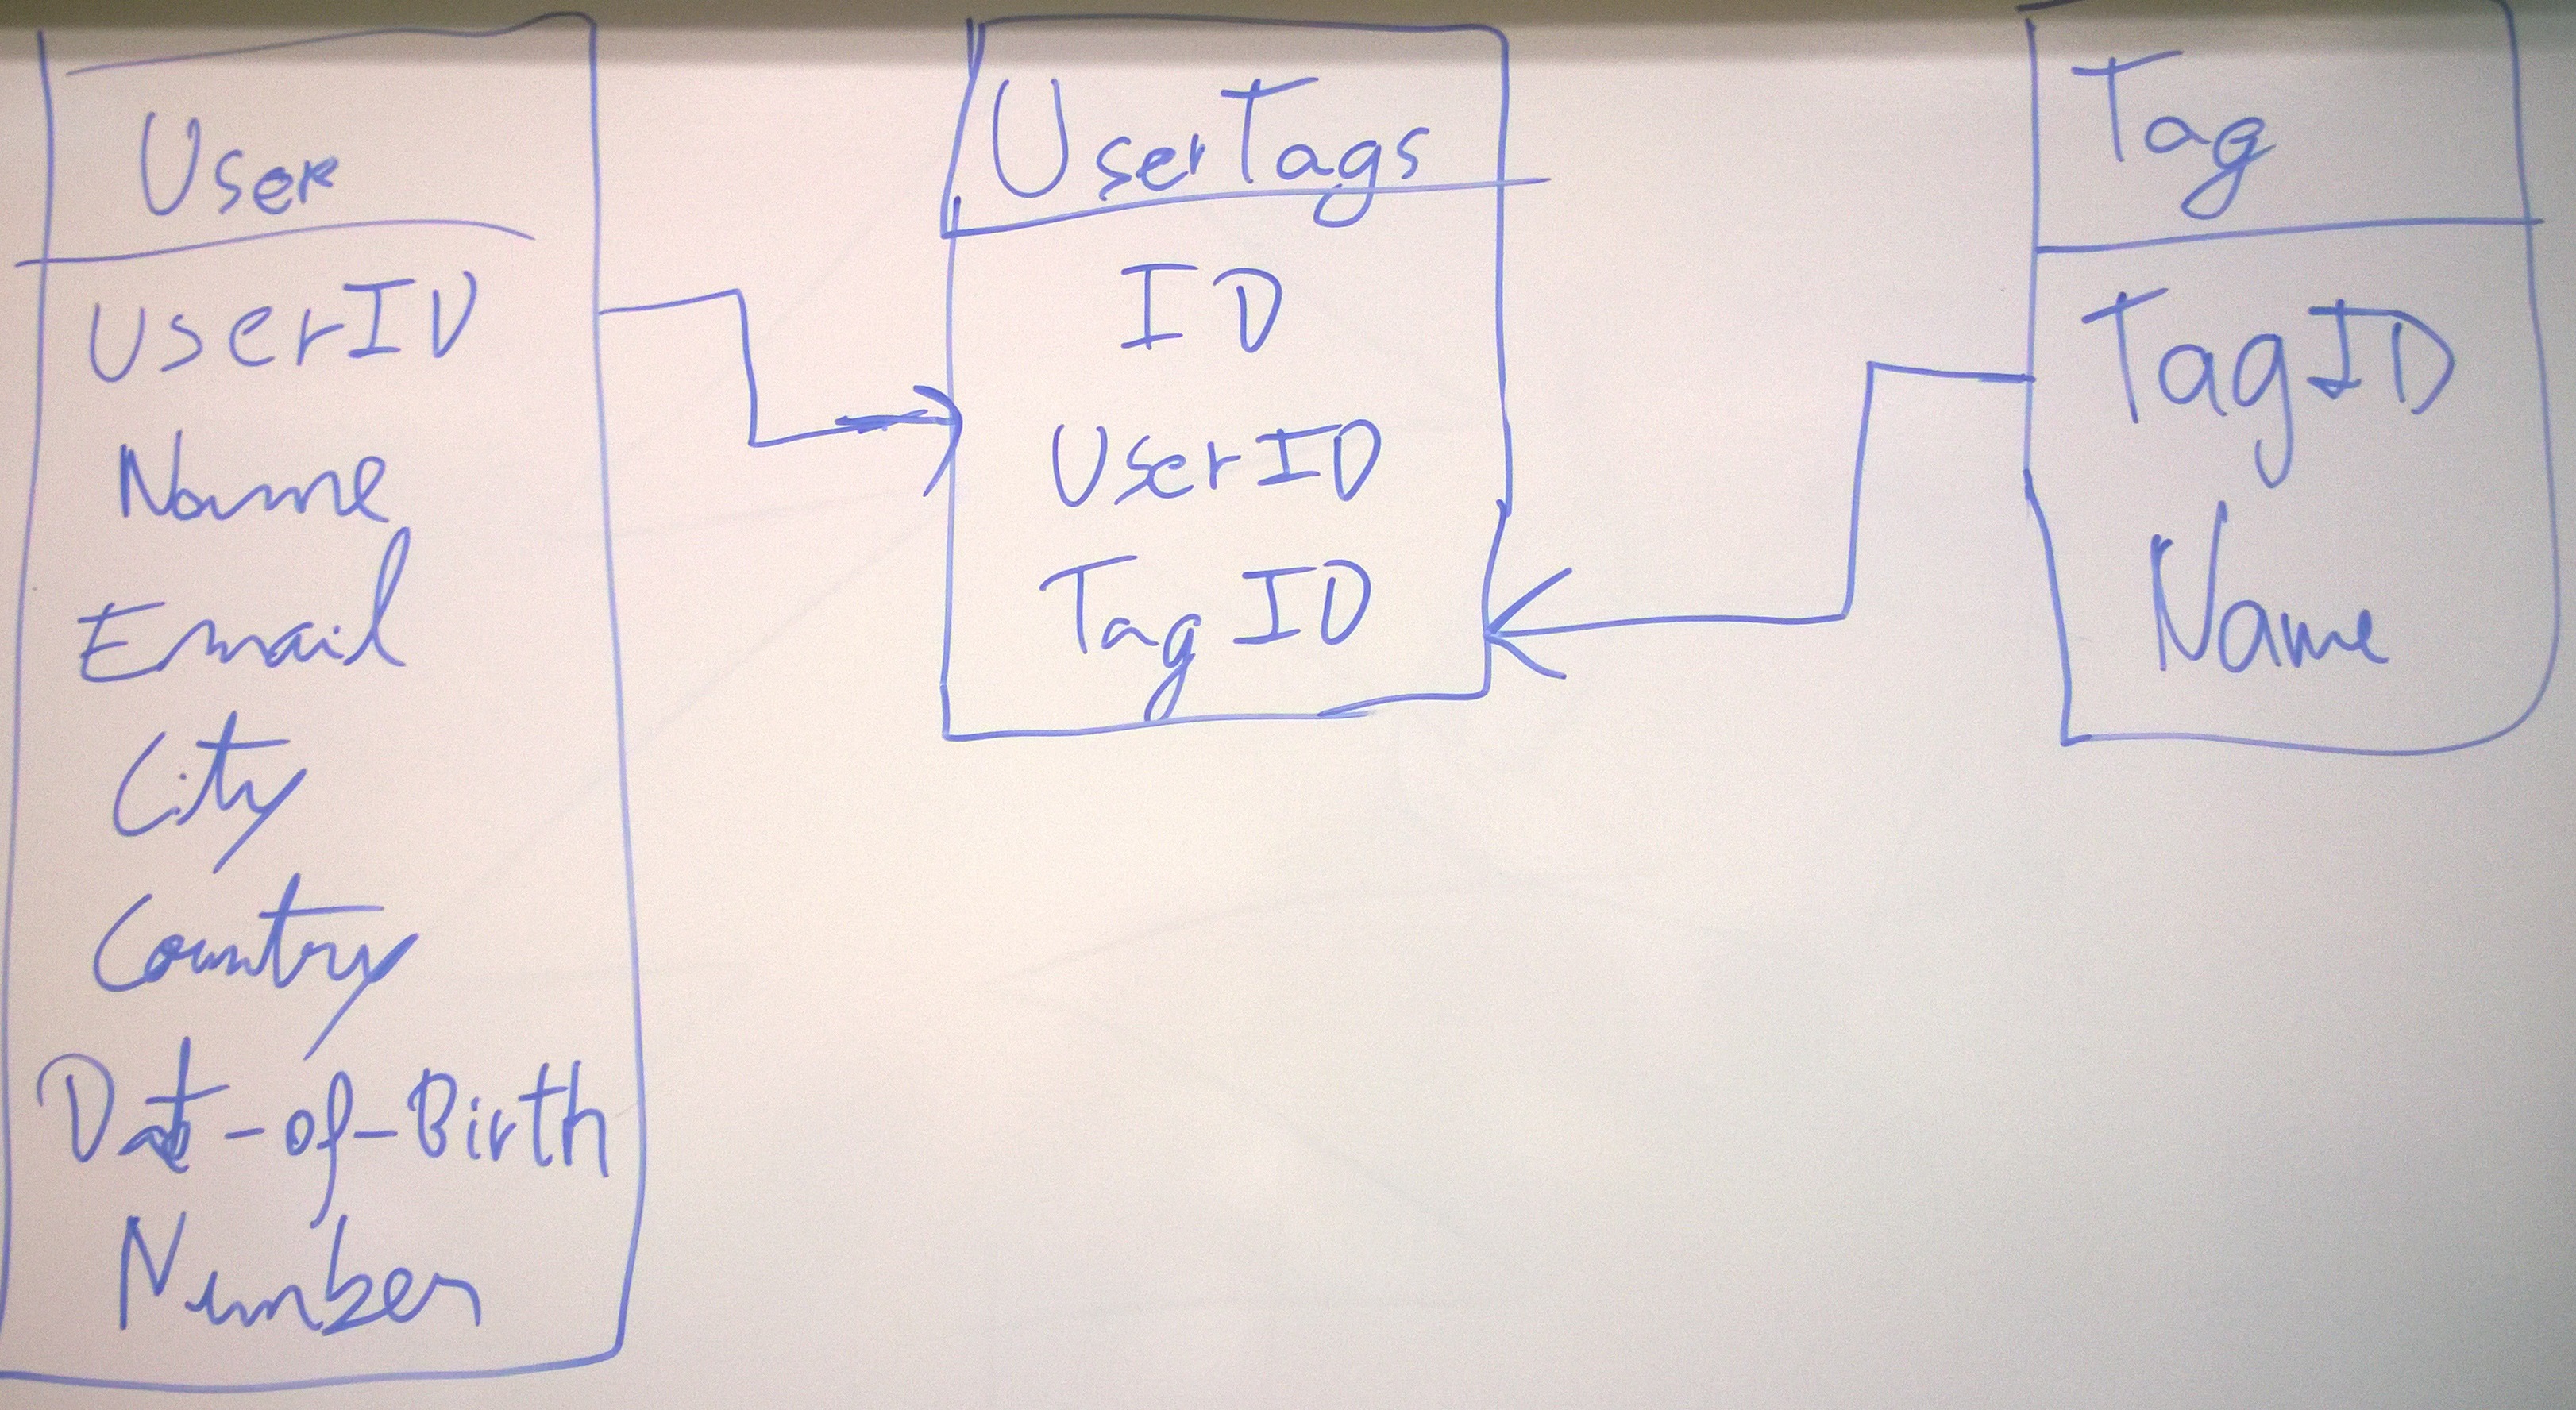 User
UserID
Name
Email
City
Country
Date-of-Birth
Number
UserTags
ID
UserID
TagID
Tag
TagID
Name